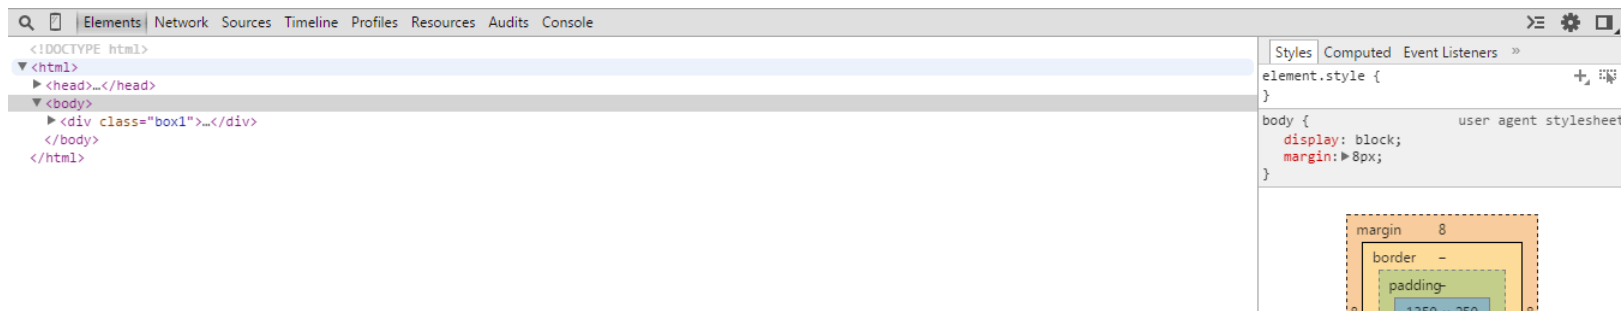 Elements Network Sources Timeline Profiles Resources Audits Console
<!DOCTYPE html>
▼<html>
▶<head>…</head>
▼<body>
▶<div class="box1">…</div>
</body>
</html>
Styles Computed Event Listeners »
element.style {
}
body { user agent stylesheet
display: block;
margin:▶8px;
}
margin 8
border –
padding-